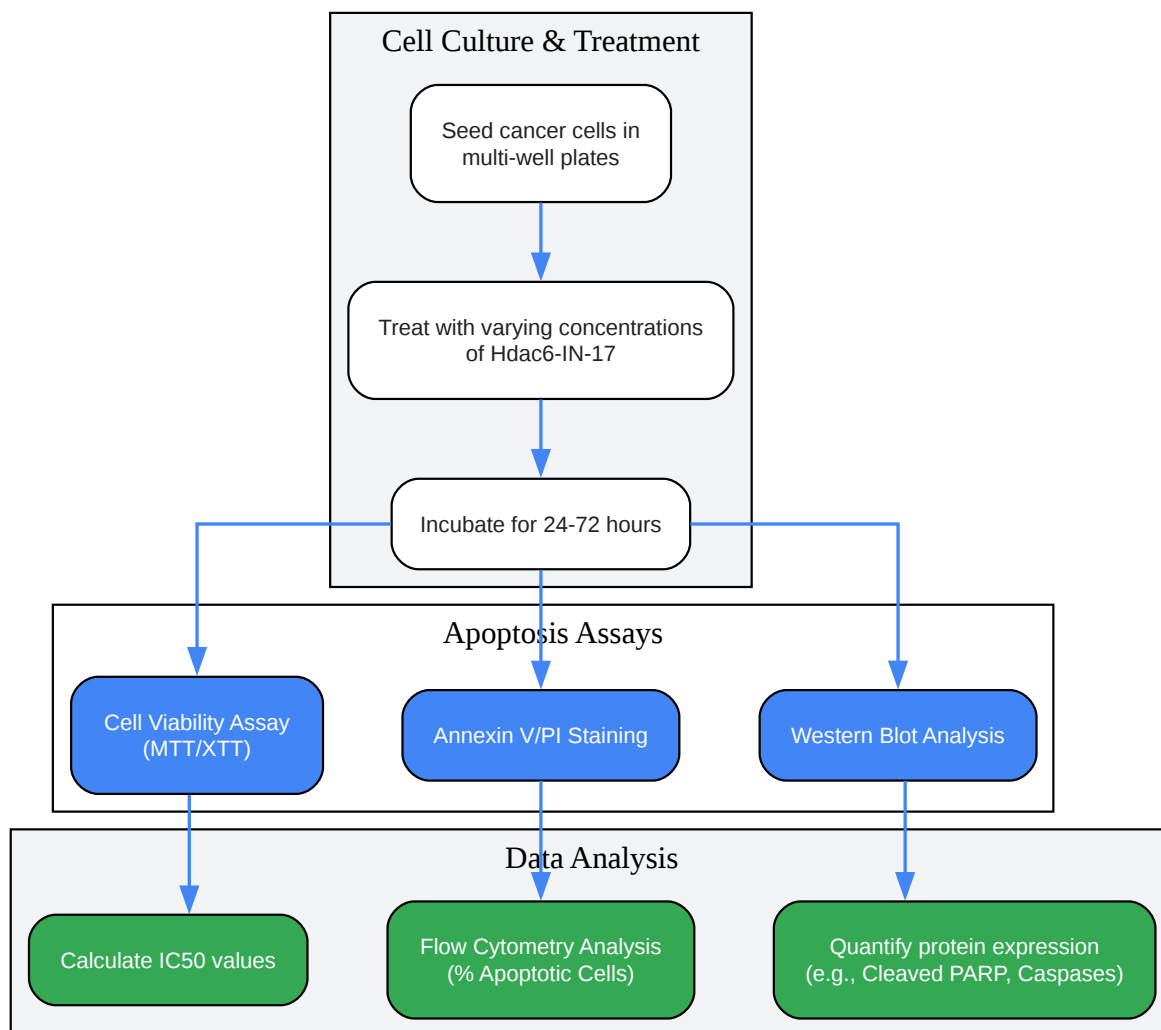 Cell Culture & Treatment
Seed cancer cells in
multi-well plates
Treat with varying concentrations
of Hdac6-IN-17
Incubate for 24-72 hours
Apoptosis Assays
Cell Viability Assay
(MTT/XTT)
Annexin V/PI Staining
Western Blot Analysis
Data Analysis
Calculate IC50 values
Flow Cytometry Analysis
(% Apoptotic Cells)
Quantify protein expression
(e.g., Cleaved PARP, Caspases)